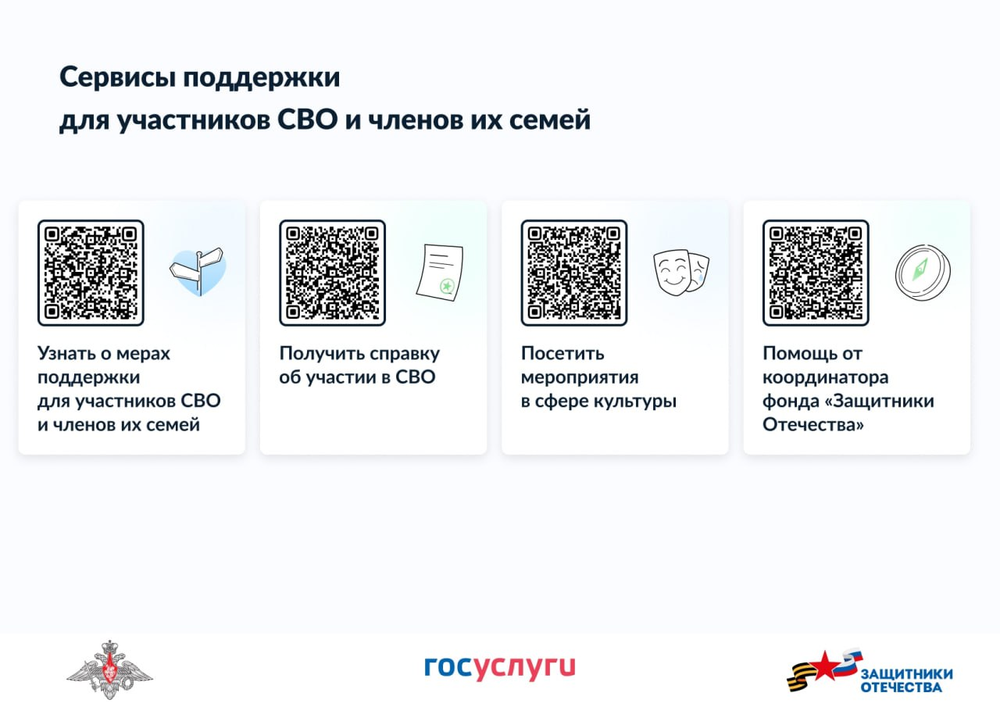 Сервисы поддержки
для участников СВО и членов их семей
Узнать о мерах
поддержки
для участников СВО
и членов их семей
Получить справку
об участии в СВО
Посетить
мероприятия
в сфере культуры
Помощь от
координатора
фонда «Защитники
Отечества»
госуслуги
ЗАЩИТНИКИ
ОТЕЧЕСТВА